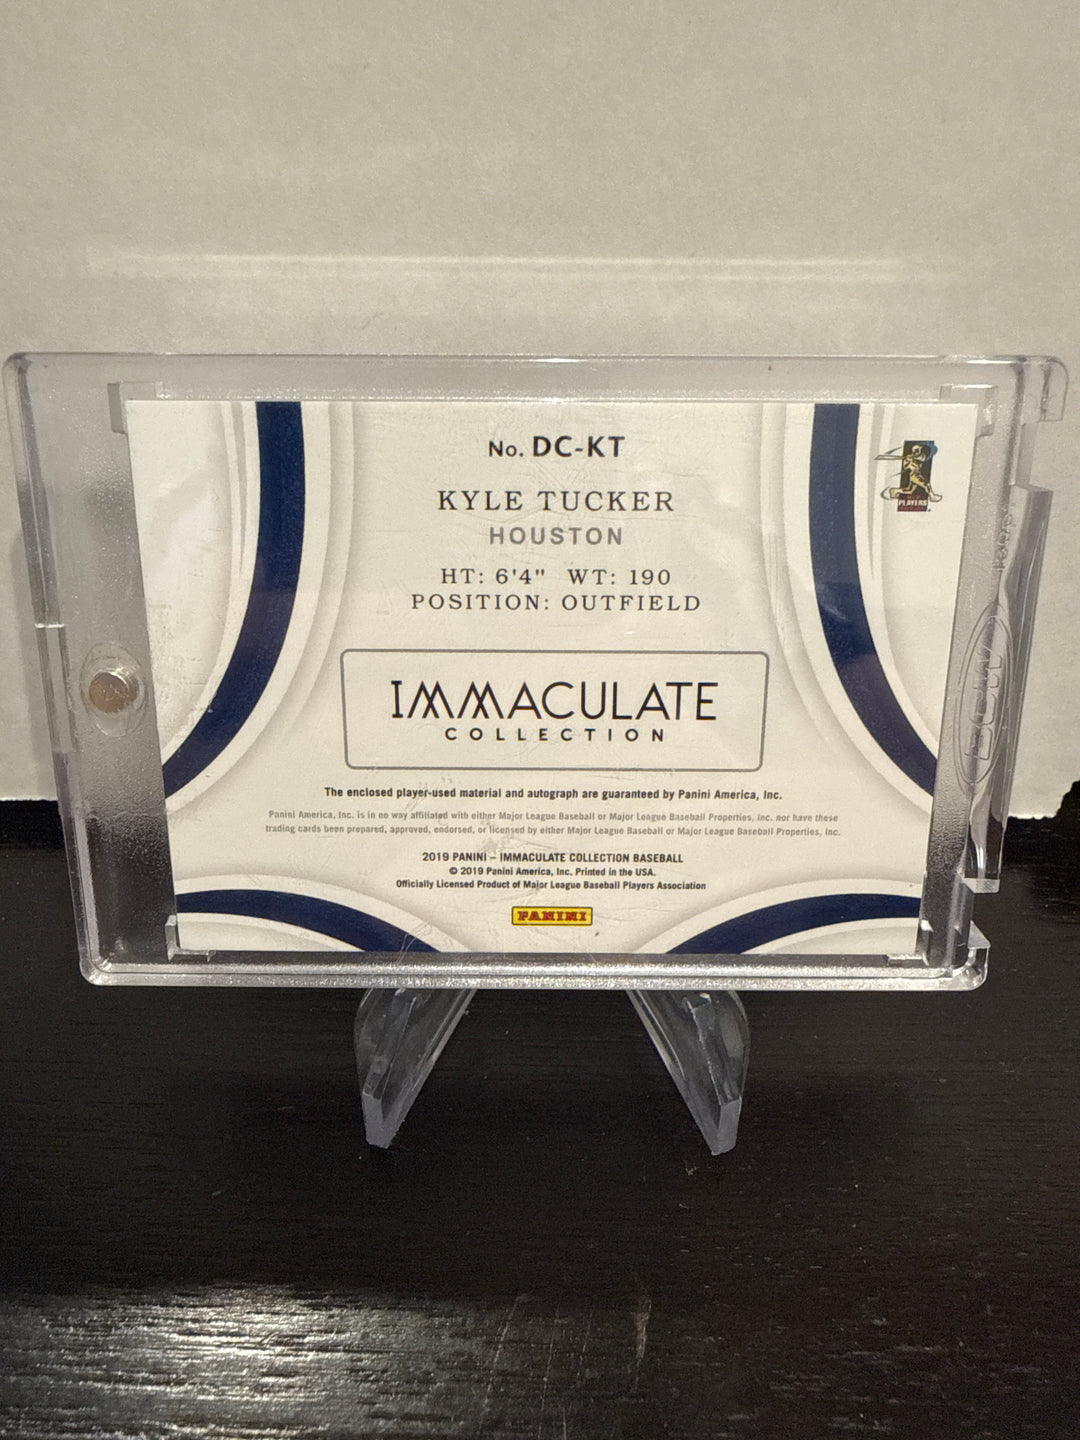 No. DC-KT
KYLE TUCKER
HOUSTON
HT: 6'4" WT: 190
POSITION: OUTFIELD
IMMACULATE
COLLECTION
The enclosed player-used material and autograph are guaranteed by Panini America, Inc.
Panini America, Inc. is in no way affiliated with either Major League Baseball or Major League Baseball Properties, Inc. nor have these
trading cards been prepared, approved, endorsed, or licensed by either Major League Baseball or Major League Baseball Properties, Inc.
2019 PANINI – IMMACULATE COLLECTION BASEBALL
© 2019 Panini America, Inc. Printed in the USA.
Officially Licensed Product of Major League Baseball Players Association
PANINI
PLAYERS
BCW